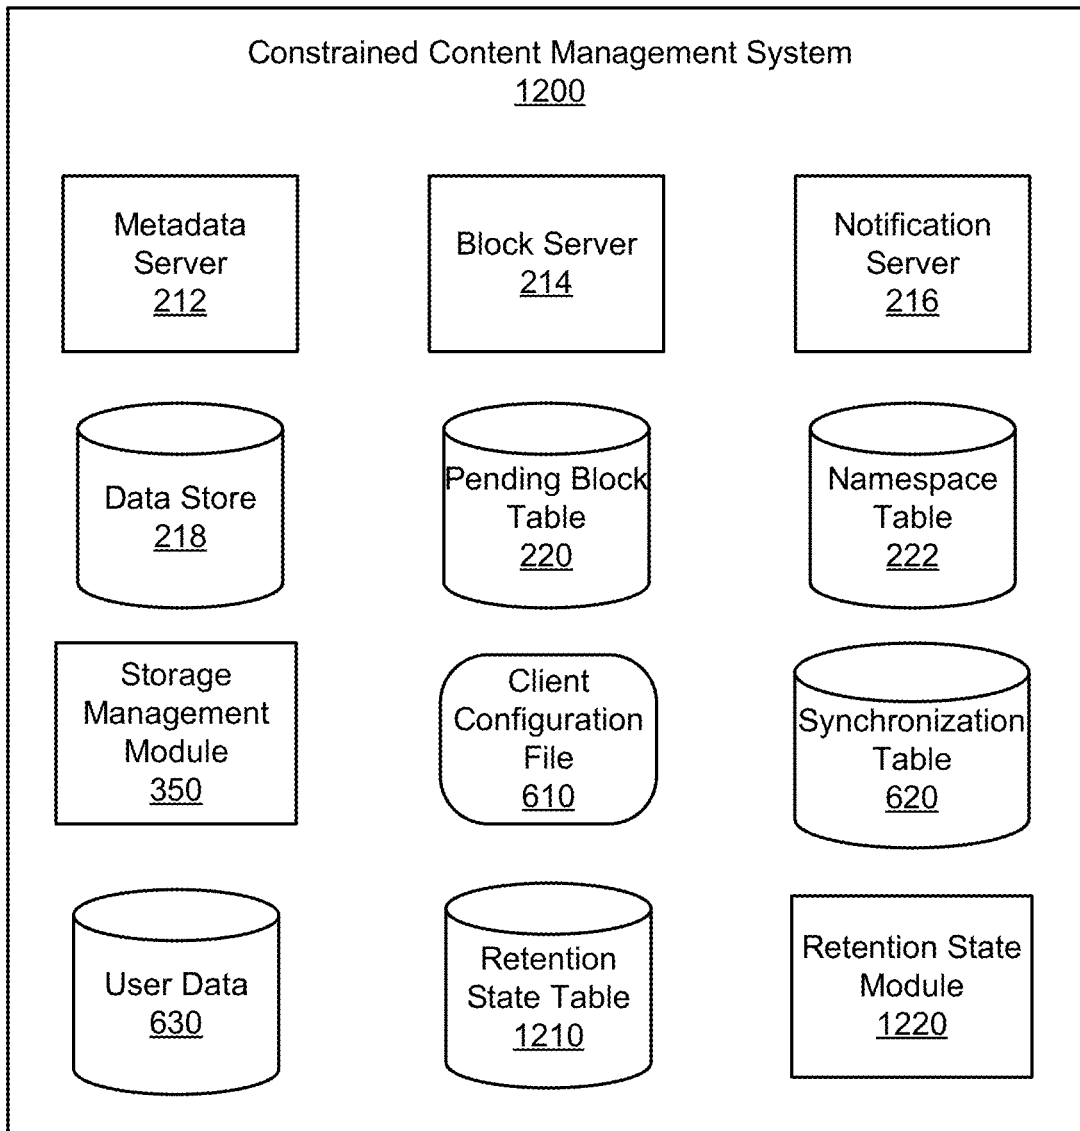 Constrained Content Management System
1200
Metadata
Server
212
Block Server
214
Notification
Server
216
Data Store
218
Pending Block
Table
220
Namespace
Table
222
Storage
Management
Module
350
Client
Configuration
File
610
Synchronization
Table
620
User Data
630
Retention
State Table
1210
Retention State
Module
1220